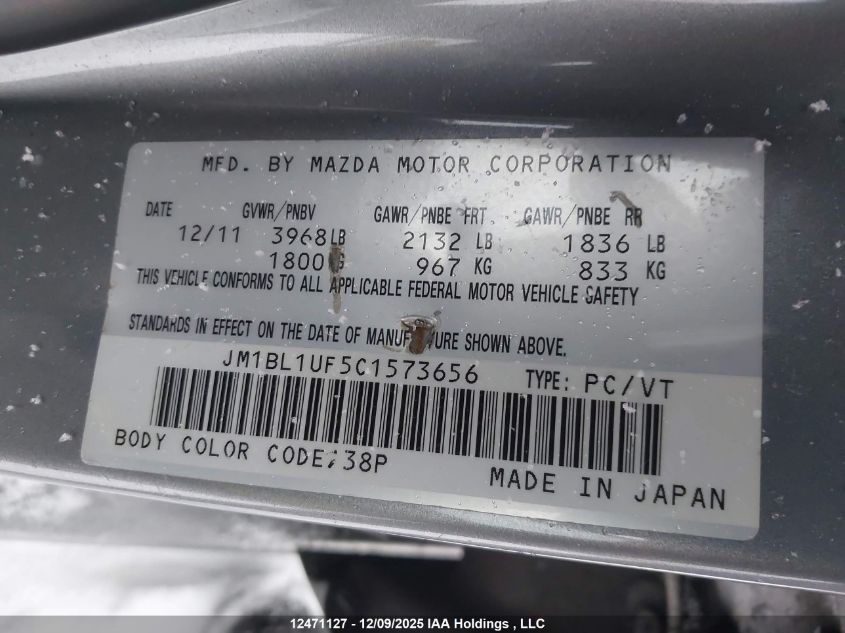 MFD. BY MAZDA MOTOR CORPORATION
DATE GVWR/PNBV GAWR/PNBE FRT. GAWR/PNBE RR
12/11 3968LB 2132 LB 1836 LB
1800 967 KG 833 KG
THIS VEHICLE CONFORMS TO ALL APPLICABLE FEDERAL MOTOR VEHICLE SAFETY
STANDARDS IN EFFECT ON THE DATE OF MANUFACTURE SHOWN ABOVE.
JM1BL1UF5C1573656 TYPE: PC/VT
BODY COLOR CODE:38P
MADE IN JAPAN
12471127 - 12/09/2025 IAA Holdings , LLC